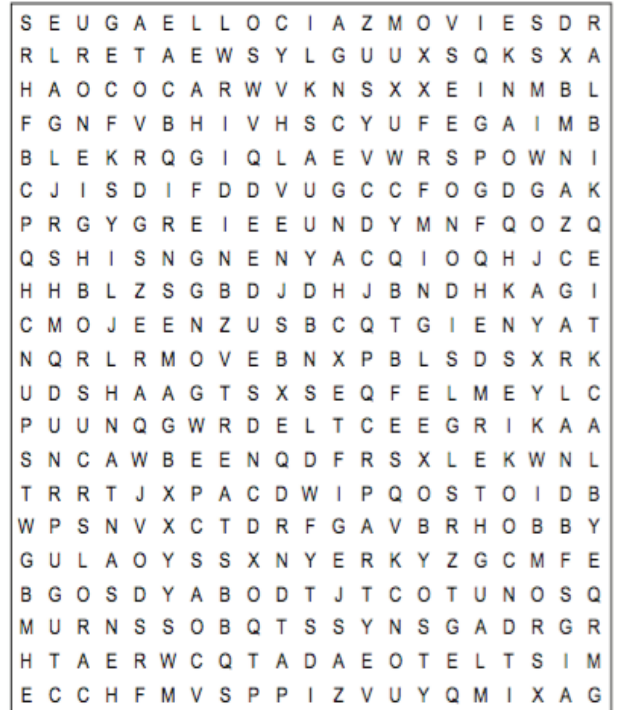 S E U G A E L L O C I A Z M O V I E S D R
R L R E T A E W S Y L G U U X S Q K S X A
H A O C O C A R W V K N S X X E I N M B L
F G N F V B H I V H S C Y U F E G A I M B
B L E K R Q G I Q L A E V W R S P O W N I
C J I S D I F D D V U G C C F O G D G A K
P R G Y G R E I E E U N D Y M N F Q O Z Q
Q S H I S N G N E N Y A C Q I O Q H J C E
H H B L Z S G B D J D H J B N D H K A G I
C M O J E E N Z U S B C Q T G I E N Y A T
N Q R L R M O V E B N X P B L S D S X R K
U D S H A A G T S X S E Q F E L M E Y L C
P U U N Q G W R D E L T C E E G R I K A A
S N C A W B E E N Q D F R S X L E K W N L
T R R T J X P A C D W I P Q O S T O I D B
W P S N V X C T D R F G A V B R H O B B Y
G U L A O Y S S X N Y E R K Y Z G C M F E
B G O S D Y A B O D T J T C O T U N O S Q
M U R N S S O B Q T S S Y N S G A D R G R
H T A E R W C Q T A D A E O T E L T S I M
E C C H F M V S P P I Z V U Y Q M I X A G